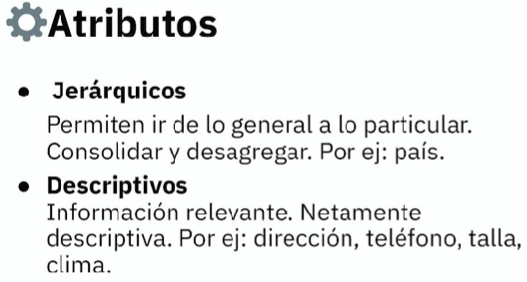 Atributos
• Jerárquicos
Permiten ir de lo general a lo particular.
Consolidar y desagregar. Por ej: país.
• Descriptivos
Información relevante. Netamente
descriptiva. Por ej: dirección, teléfono, talla,
clima.